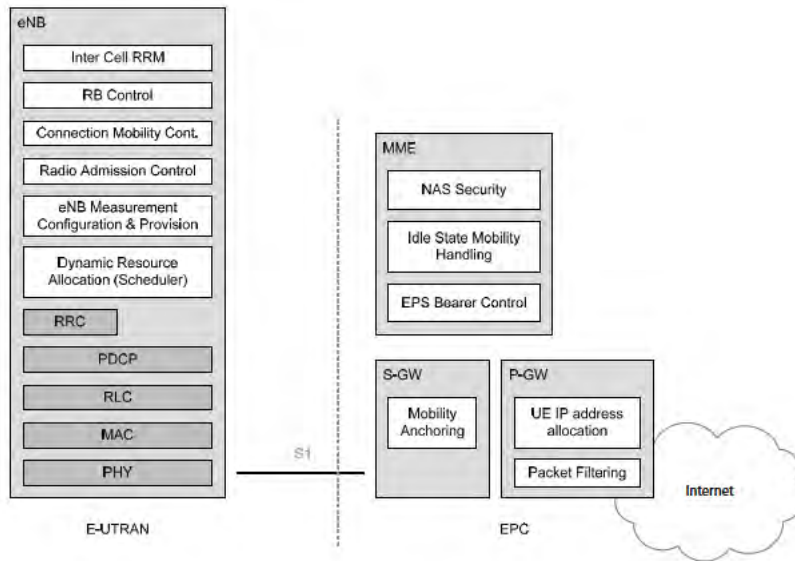 eNB
Inter Cell RRM
RB Control
Connection Mobility Cont.
Radio Admission Control
eNB Measurement
Configuration & Provision
Dynamic Resource
Allocation (Scheduler)
RRC
PDCP
RLC
MAC
PHY
E-UTRAN
S1
MME
NAS Security
Idle State Mobility
Handling
EPS Bearer Control
S-GW
Mobility
Anchoring
P-GW
UE IP address
allocation
Packet Filtering
EPC
Internet